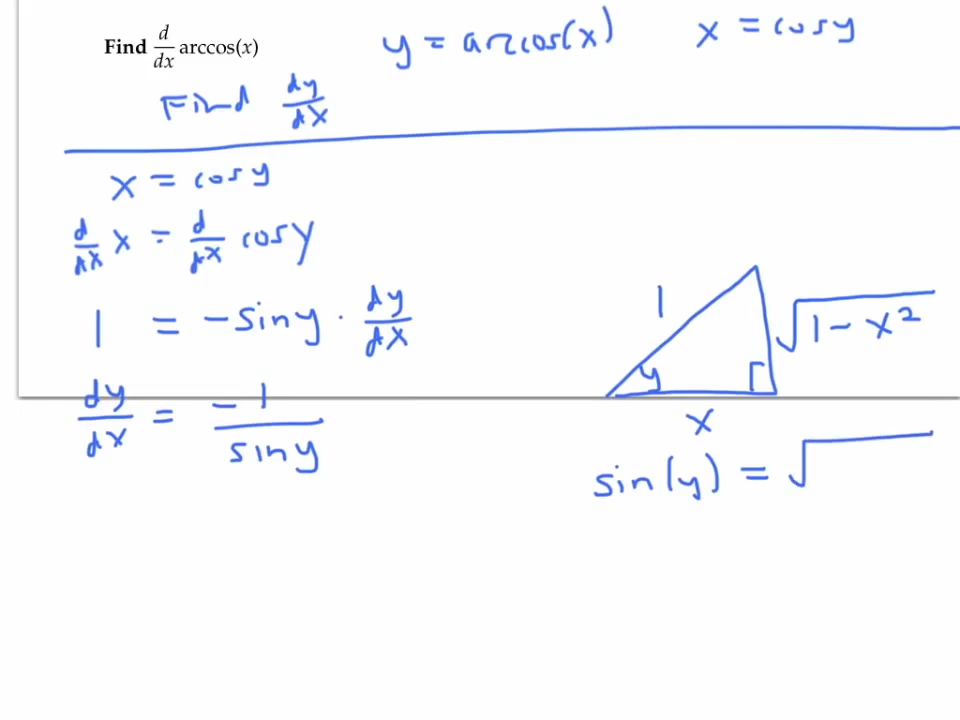 Find d/dx arccos(x)
y = arccos(x)
x = cos y
Find dy/dx
x = cos y
d/dx x = d/dx cos y
1 = - sin y · dy/dx
dy/dx = -1/sin y
1
√1 - x²
y
x
sin(y) = √